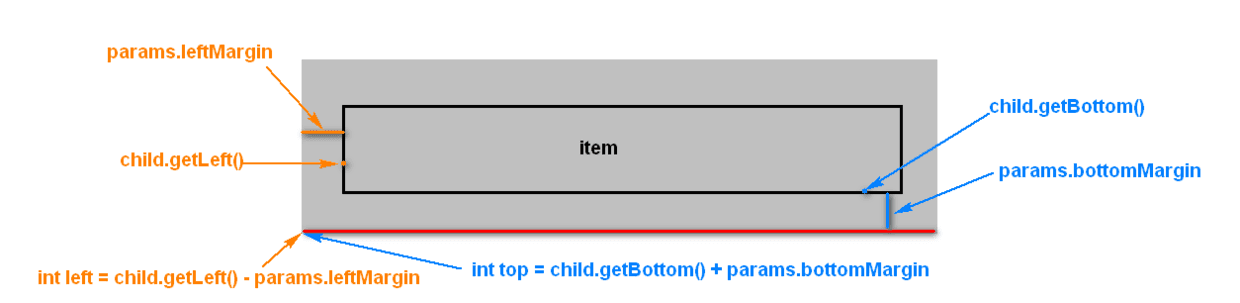 params.leftMargin
child.getBottom()
item
child.getLeft()
params.bottomMargin
int left = child.getLeft() - params.leftMargin
int top = child.getBottom() + params.bottomMargin